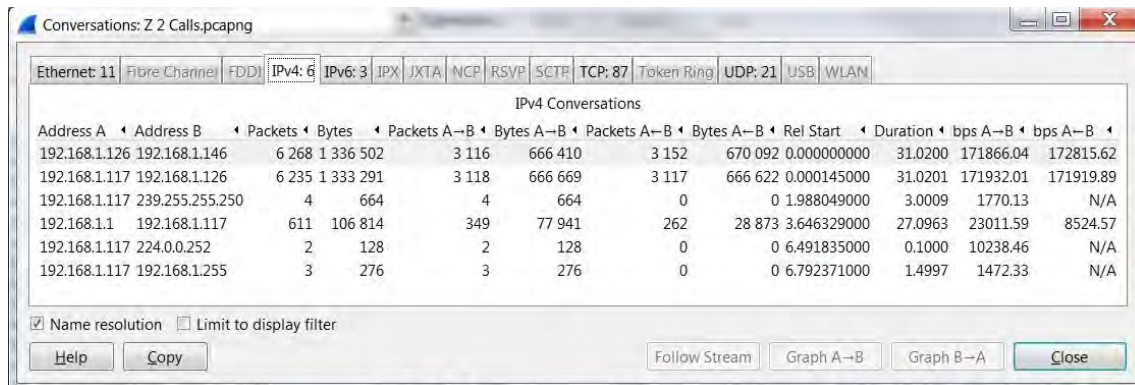 Conversations: Z 2 Calls.pcapng
Ethernet: 11 Fibre Channel FDDI IPv4: 6 IPv6: 3 IPX JXTA NCP RSVP SCTP TCP: 87 Token Ring UDP: 21 USB WLAN
IPv4 Conversations
Address A Address B Packets Bytes Packets A→B Bytes A→B Packets A←B Bytes A←B Rel Start Duration bps A→B bps A←B
192.168.1.126 192.168.1.146 6 268 1 336 502 3 116 666 410 3 152 670 092 0.000000000 31.0200 171866.04 172815.62
192.168.1.117 192.168.1.126 6 235 1 333 291 3 118 666 669 3 117 666 622 0.000145000 31.0201 171932.01 171919.89
192.168.1.117 239.255.255.250 4 664 4 664 0 0 1.988049000 3.0009 1770.13 N/A
192.168.1.1 192.168.1.117 611 106 814 349 77 941 262 28 873 3.646329000 27.0963 23011.59 8524.57
192.168.1.117 224.0.0.252 2 128 2 128 0 0 6.491835000 0.1000 10238.46 N/A
192.168.1.117 192.168.1.255 3 276 3 276 0 0 6.792371000 1.4997 1472.33 N/A
Name resolution Limit to display filter
Help Copy Follow Stream Graph A→B Graph B→A Close